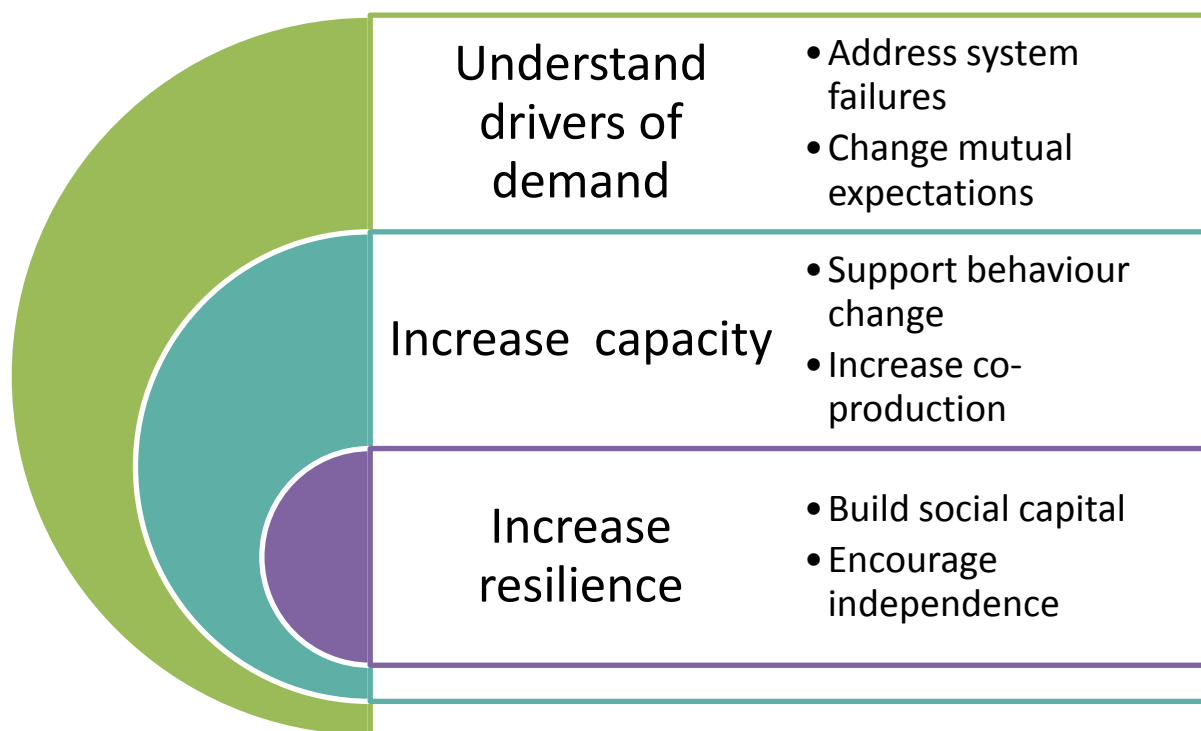 Understand
drivers of
demand
• Address system
failures
• Change mutual
expectations
Increase  capacity
• Support behaviour
change
• Increase co-
production
Increase
resilience
• Build social capital
• Encourage
independence